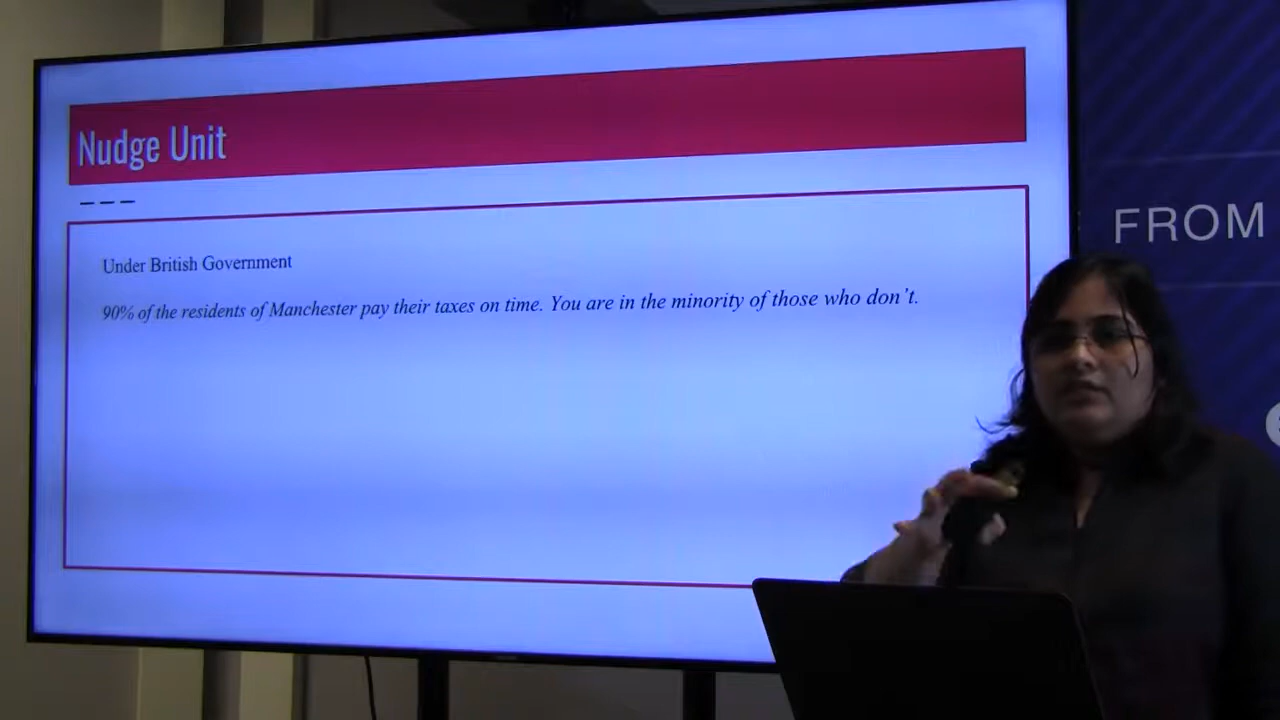 Nudge Unit
Under British Government
90% of the residents of Manchester pay their taxes on time. You are in the minority of those who don’t.
FROM